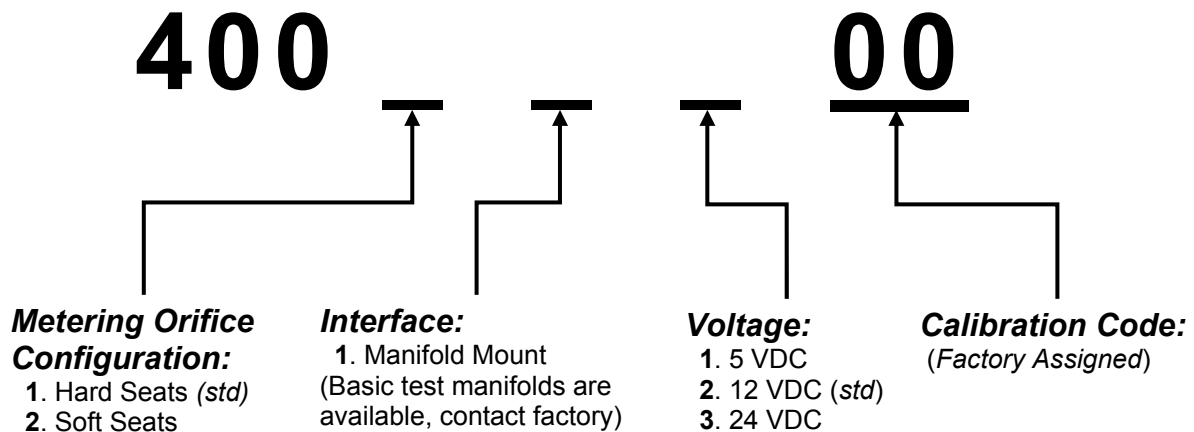 400 00
Metering Orifice
Configuration:
1. Hard Seats (std)
2. Soft Seats
Interface:
1. Manifold Mount
(Basic test manifolds are
available, contact factory)
Voltage:
1. 5 VDC
2. 12 VDC (std)
3. 24 VDC
Calibration Code:
(Factory Assigned)